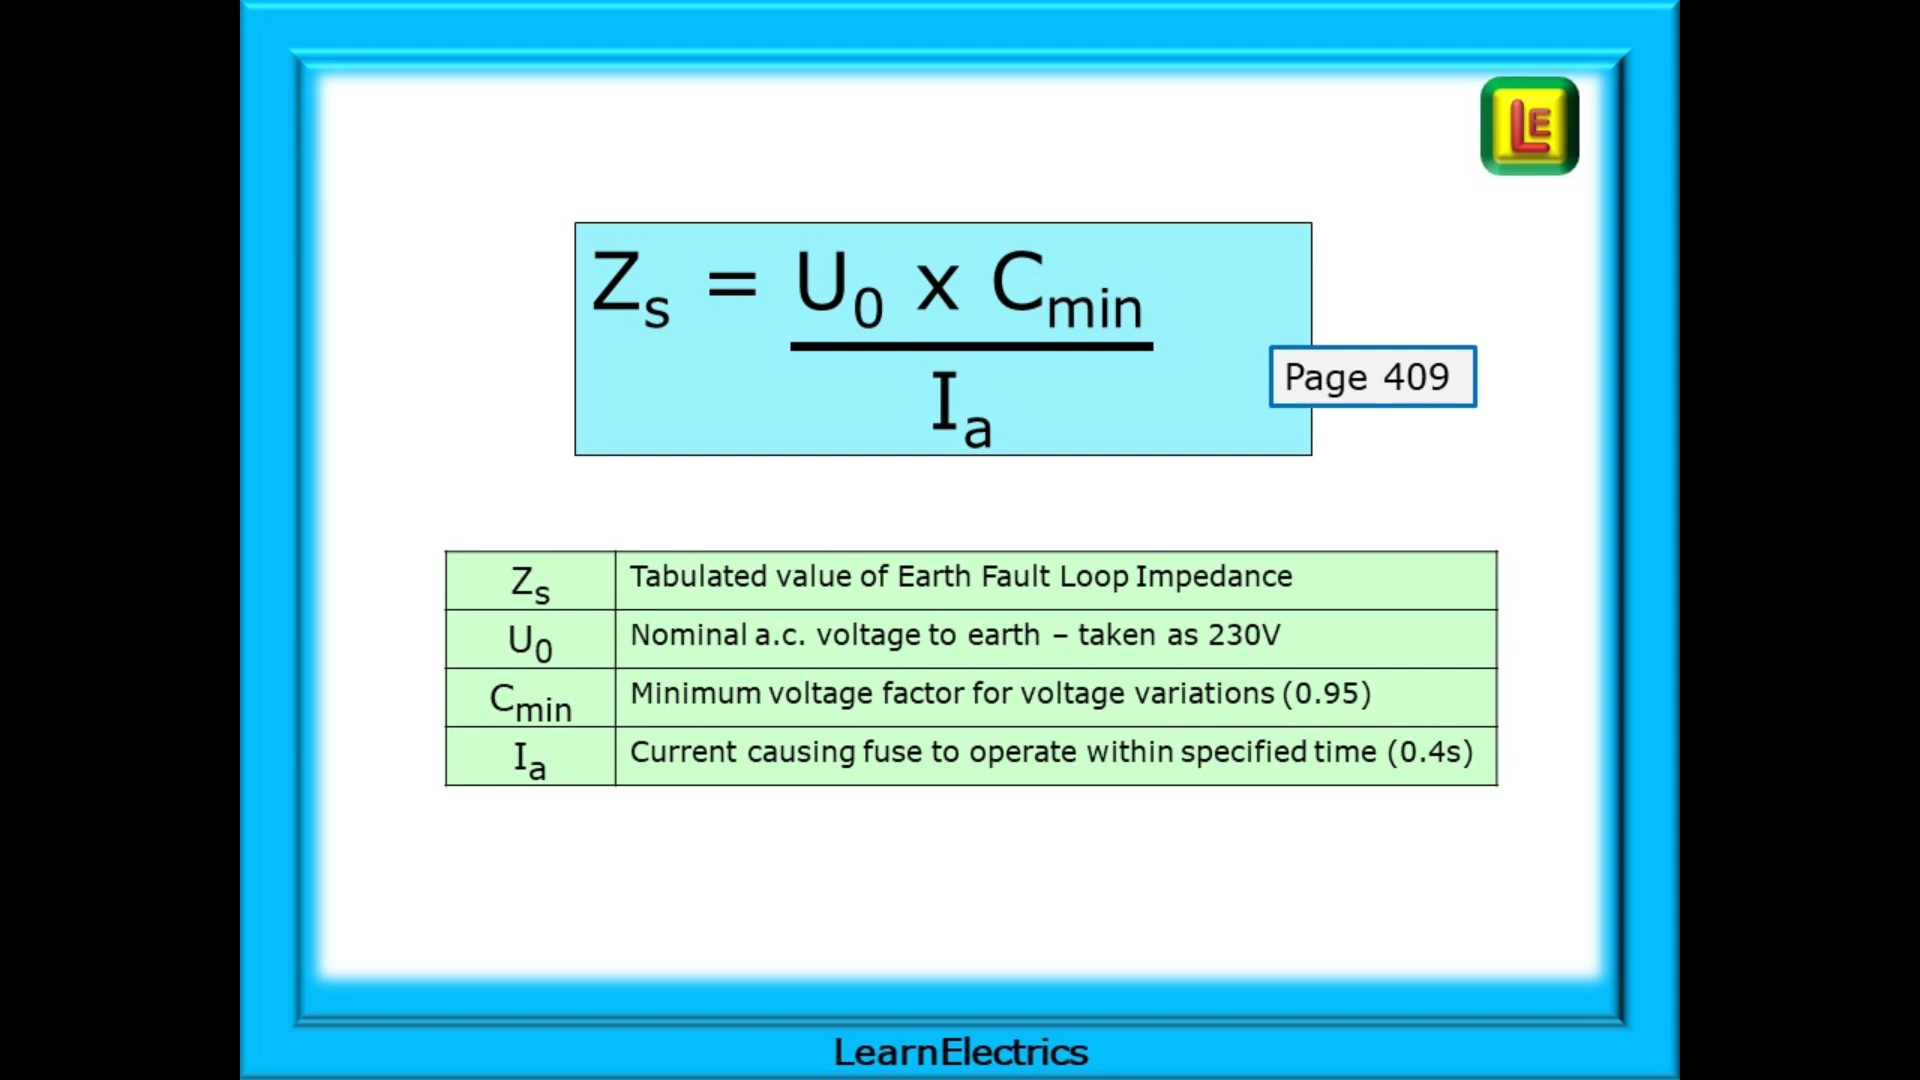 LE
Zs = U0 x Cmin
Ia
Page 409
Zs Tabulated value of Earth Fault Loop Impedance
U0 Nominal a.c. voltage to earth – taken as 230V
Cmin Minimum voltage factor for voltage variations (0.95)
Ia Current causing fuse to operate within specified time (0.4s)
LearnElectrics